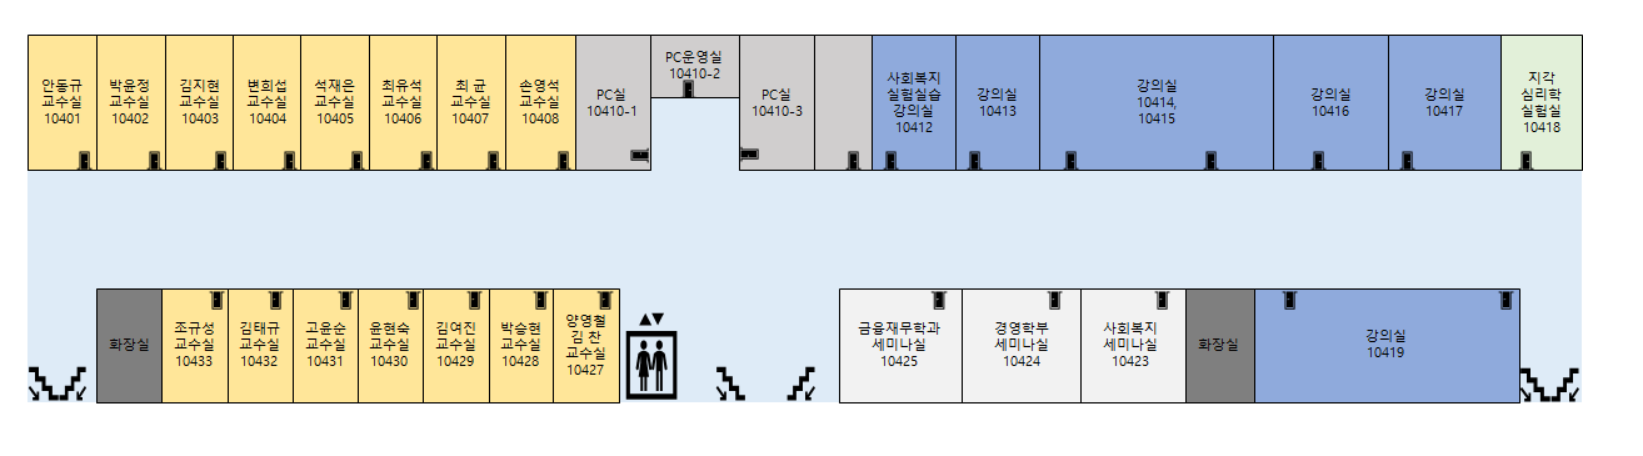 안동규
교수실
10401
박윤정
교수실
10402
김지현
교수실
10403
변희섭
교수실
10404
석재은
교수실
10405
최유석
교수실
10406
최 균
교수실
10407
손영석
교수실
10408
PC실
10410-1
PC운영실
10410-2
PC실
10410-3
사회복지
실험실습
강의실
10412
강의실
10413
강의실
10414,
10415
강의실
10416
강의실
10417
지각
심리학
실험실
10418
화장실
조규성
교수실
10433
김태규
교수실
10432
고윤순
교수실
10431
윤현숙
교수실
10430
김여진
교수실
10429
박승현
교수실
10428
양영철
김 찬
교수실
10427
금융재무학과
세미나실
10425
경영학부
세미나실
10424
사회복지
세미나실
10423
화장실
강의실
10419